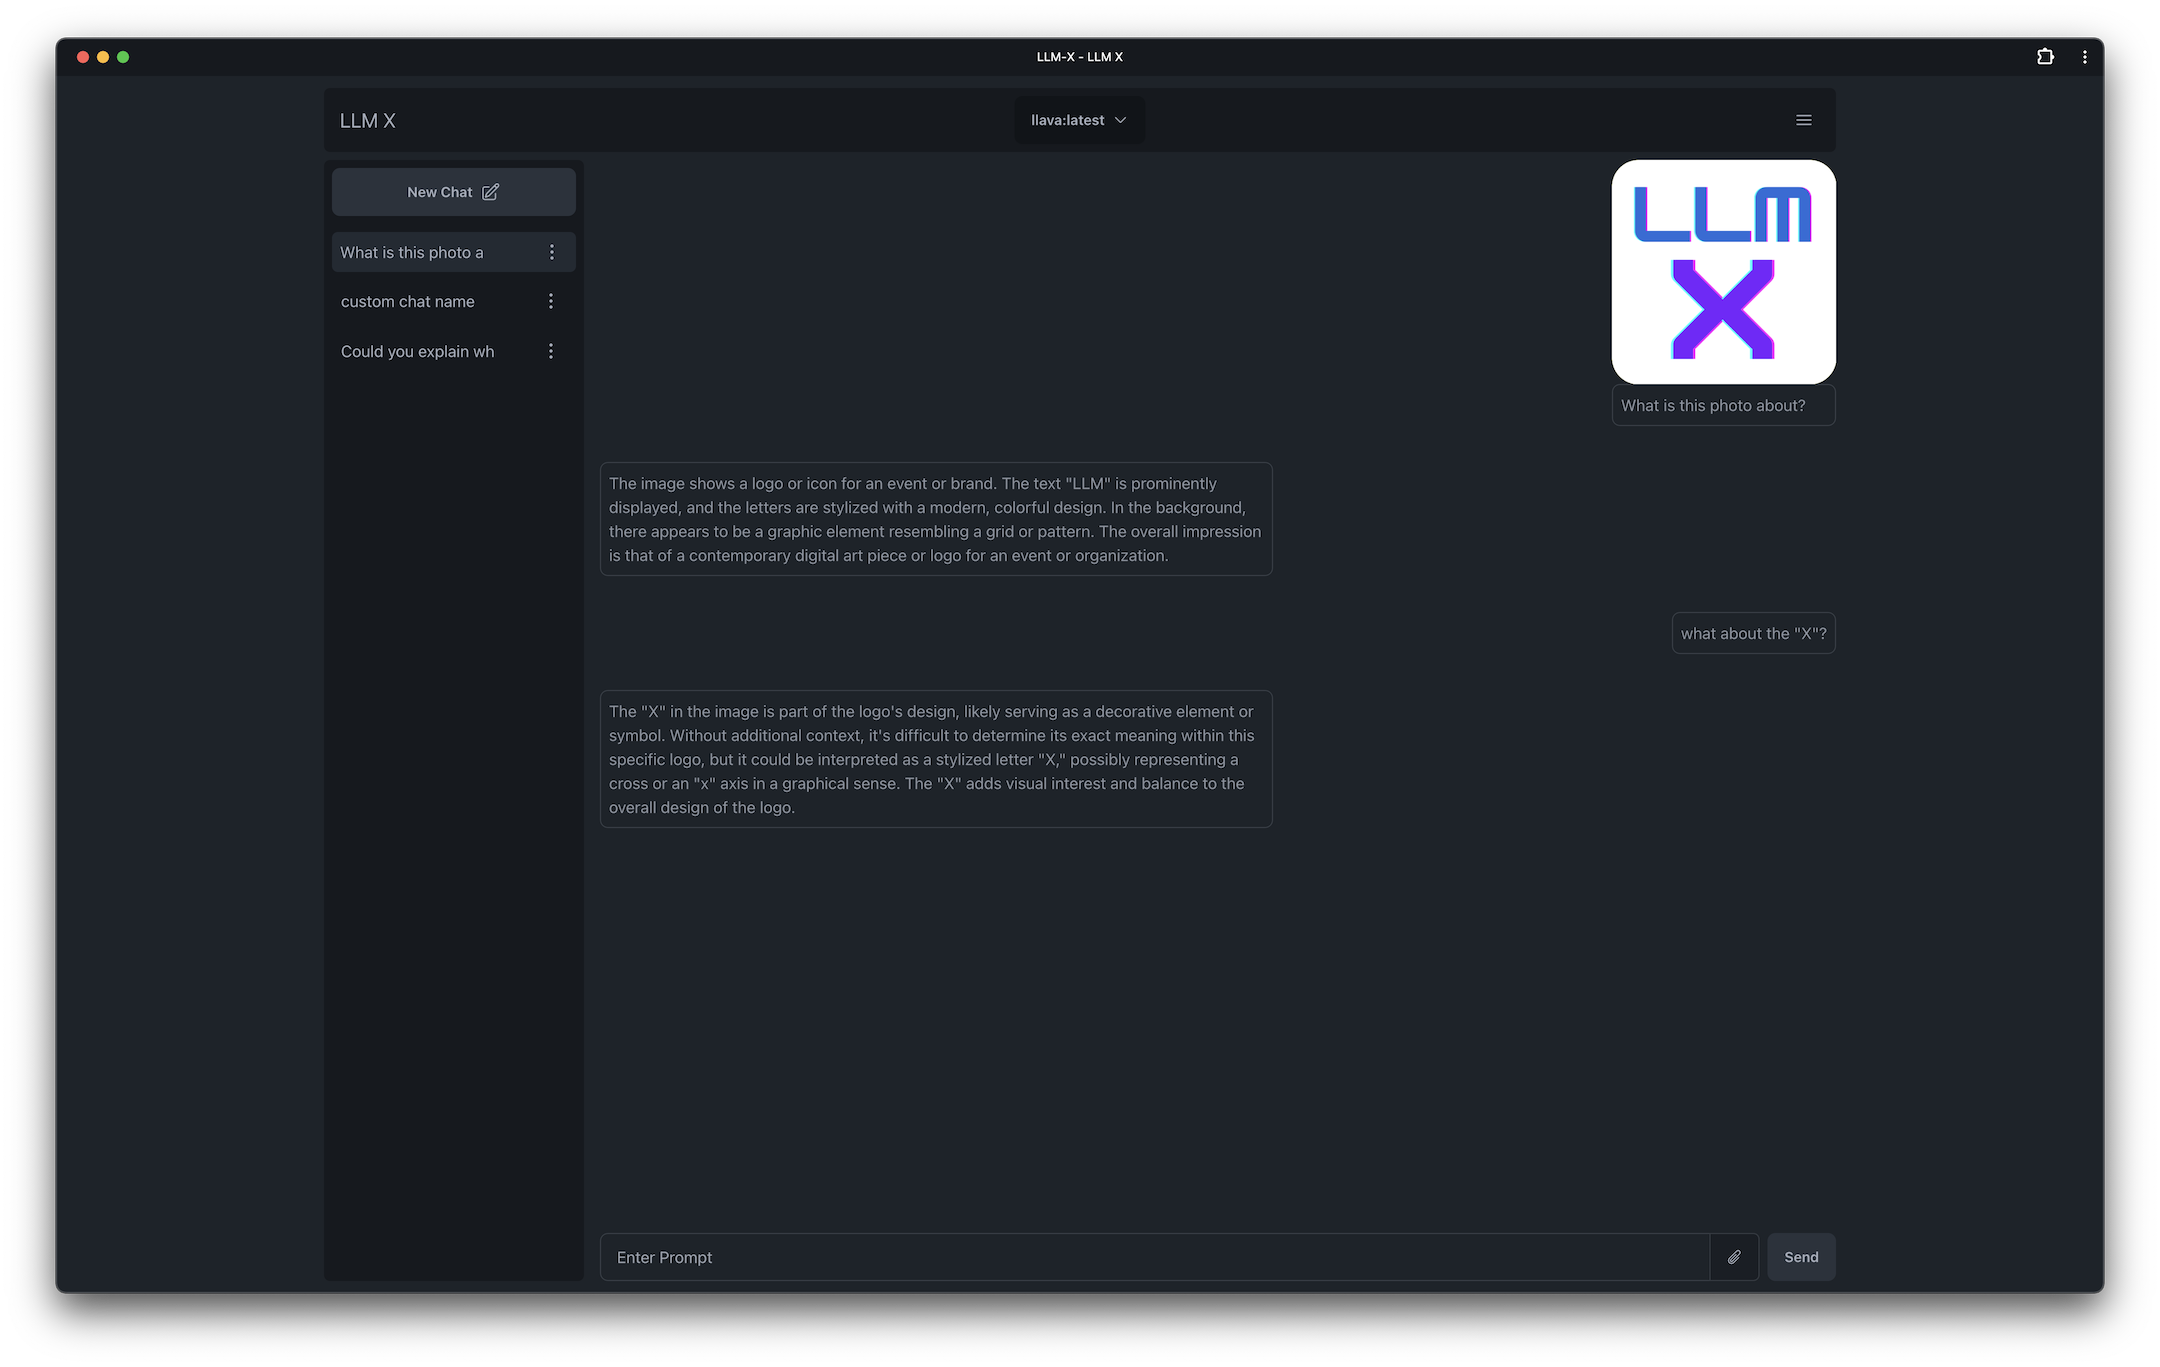 LLM-X - LLM X
LLM X
llava:latest
New Chat
What is this photo a
custom chat name
Could you explain wh
LLM
X
What is this photo about?
The image shows a logo or icon for an event or brand. The text "LLM" is prominently
displayed, and the letters are stylized with a modern, colorful design. In the background,
there appears to be a graphic element resembling a grid or pattern. The overall impression
is that of a contemporary digital art piece or logo for an event or organization.
what about the "X"?
The "X" in the image is part of the logo's design, likely serving as a decorative element or
symbol. Without additional context, it's difficult to determine its exact meaning within this
specific logo, but it could be interpreted as a stylized letter "X," possibly representing a
cross or an "x" axis in a graphical sense. The "X" adds visual interest and balance to the
overall design of the logo.
Enter Prompt
Send